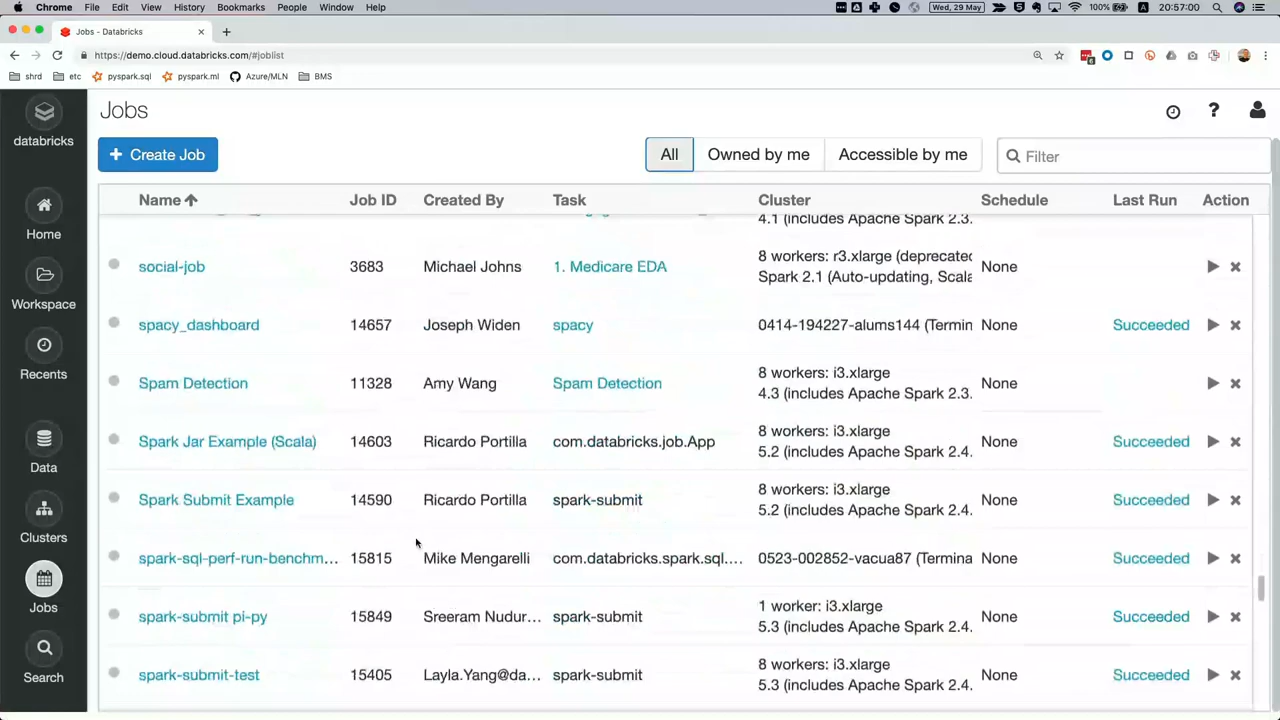 Chrome File Edit View History Bookmarks People Window Help 100% Wed, 29 May 20:57:00
Jobs - Databricks
https://demo.cloud.databricks.com/#joblist
shrd etc pyspark.sql pyspark.ml Azure/MLN BMS
databricks
Home
Workspace
Recents
Data
Clusters
Jobs
Search
Jobs
+ Create Job All Owned by me Accessible by me Filter
Name Job ID Created By Task Cluster Schedule Last Run Action
4.1 (includes Apache Spark 2.3.
social-job 3683 Michael Johns 1. Medicare EDA 8 workers: r3.xlarge (deprecated None
Spark 2.1 (Auto-updating, Scala
spacy_dashboard 14657 Joseph Widen spacy 0414-194227-alums144 (Termin None Succeeded
Spam Detection 11328 Amy Wang Spam Detection 8 workers: i3.xlarge None
4.3 (includes Apache Spark 2.3.
Spark Jar Example (Scala) 14603 Ricardo Portilla com.databricks.job.App 8 workers: i3.xlarge None Succeeded
5.2 (includes Apache Spark 2.4.
Spark Submit Example 14590 Ricardo Portilla spark-submit 8 workers: i3.xlarge None Succeeded
5.2 (includes Apache Spark 2.4.
spark-sql-perf-run-benchm... 15815 Mike Mengarelli com.databricks.spark.sql.... 0523-002852-vacua87 (Termina None Succeeded
spark-submit pi-py 15849 Sreeram Nudur... spark-submit 1 worker: i3.xlarge None Succeeded
5.3 (includes Apache Spark 2.4.
spark-submit-test 15405 Layla.Yang@da... spark-submit 8 workers: i3.xlarge None Succeeded
5.3 (includes Apache Spark 2.4.